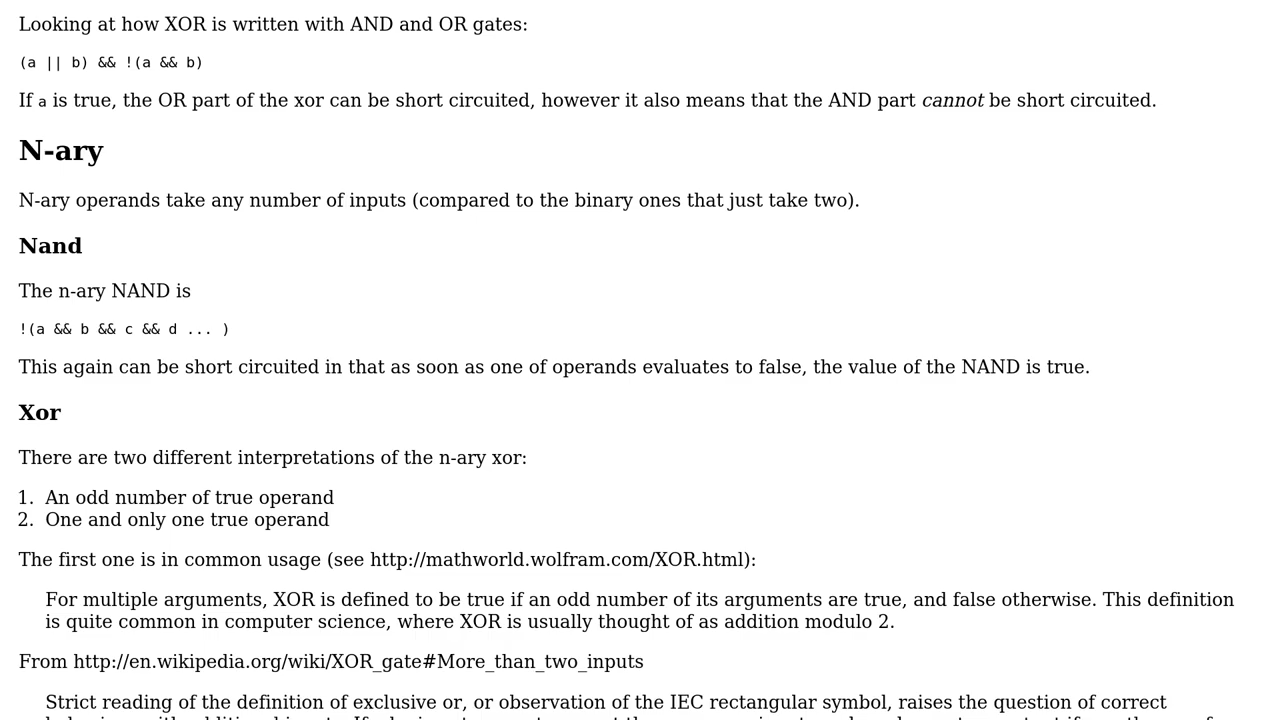 Looking at how XOR is written with AND and OR gates:
(a || b) && !(a && b)
If a is true, the OR part of the xor can be short circuited, however it also means that the AND part cannot be short circuited.
N-ary
N-ary operands take any number of inputs (compared to the binary ones that just take two).
Nand
The n-ary NAND is
!(a && b && c && d ... )
This again can be short circuited in that as soon as one of operands evaluates to false, the value of the NAND is true.
Xor
There are two different interpretations of the n-ary xor:
1. An odd number of true operand
2. One and only one true operand
The first one is in common usage (see http://mathworld.wolfram.com/XOR.html):
For multiple arguments, XOR is defined to be true if an odd number of its arguments are true, and false otherwise. This definition
is quite common in computer science, where XOR is usually thought of as addition modulo 2.
From http://en.wikipedia.org/wiki/XOR_gate#More_than_two_inputs
Strict reading of the definition of exclusive or, or observation of the IEC rectangular symbol, raises the question of correct